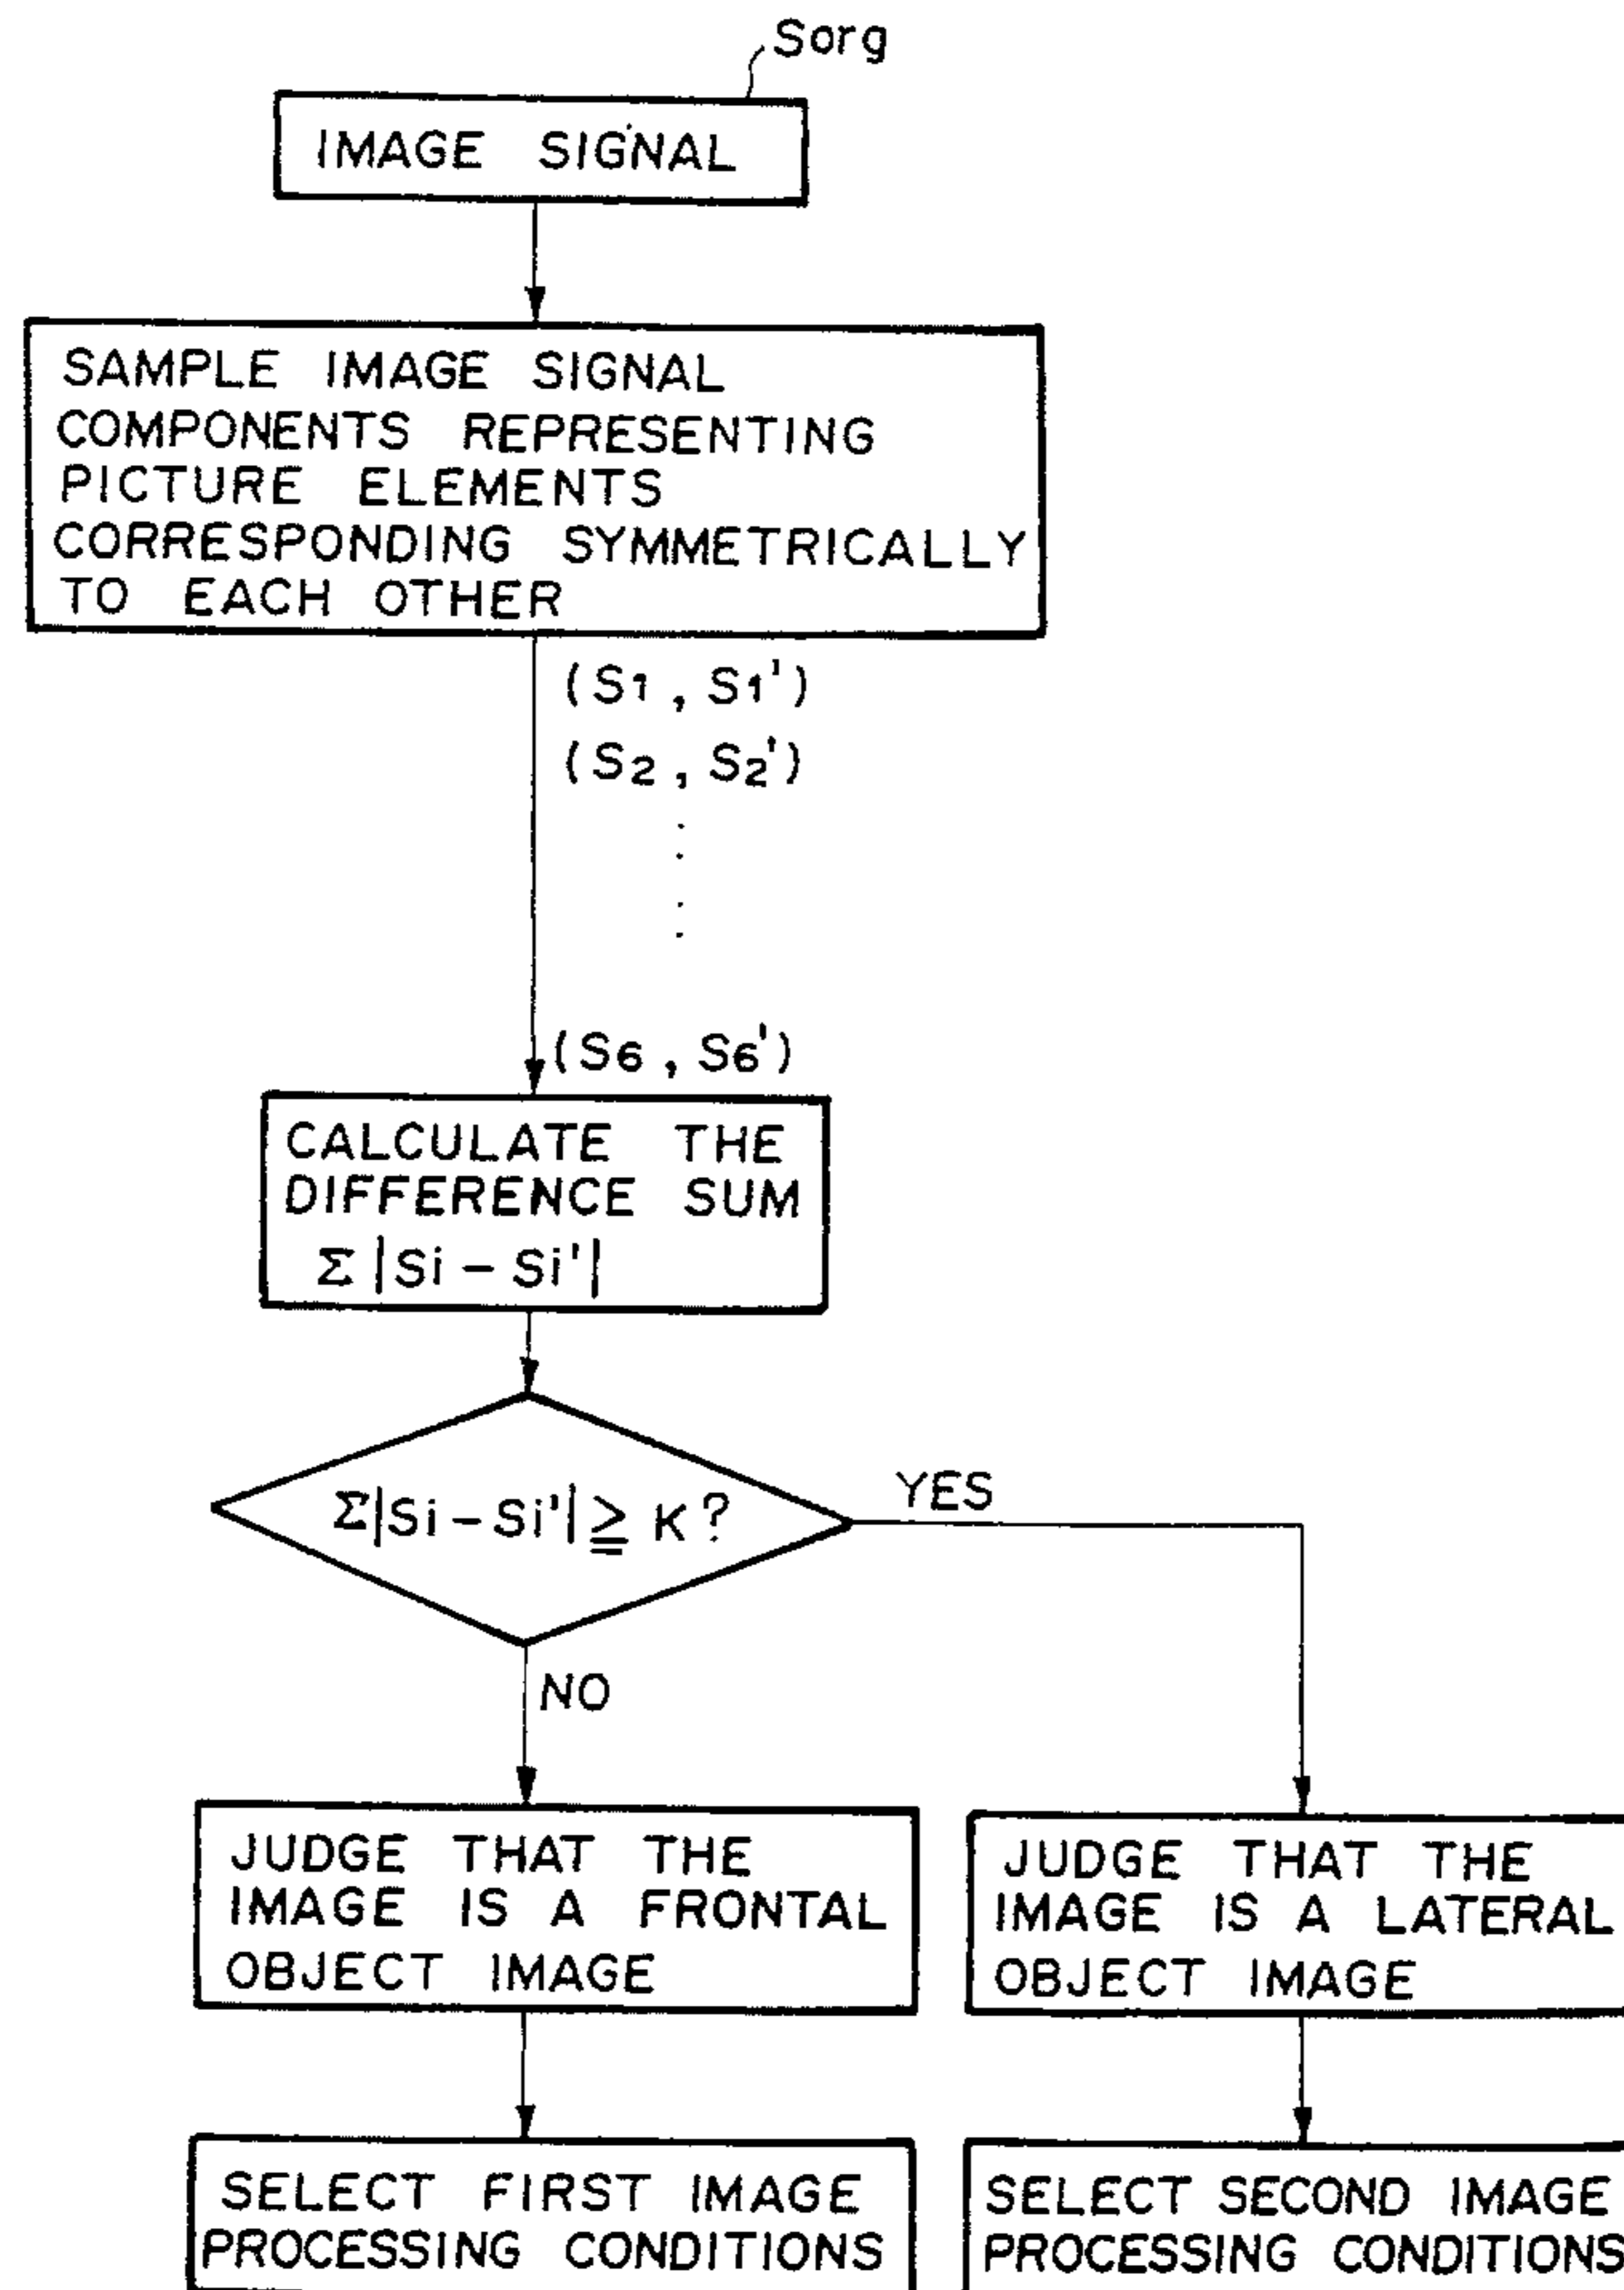 Sorg
IMAGE SIGNAL
SAMPLE IMAGE SIGNAL
COMPONENTS REPRESENTING
PICTURE ELEMENTS
CORRESPONDING SYMMETRICALLY
TO EACH OTHER
(S1, S1')
(S2, S2')
(S6, S6')
CALCULATE THE
DIFFERENCE SUM
Σ|Si-Si'|
Σ|Si-Si'| ≧ K?
YES
NO
JUDGE THAT THE
IMAGE IS A FRONTAL
OBJECT IMAGE
JUDGE THAT THE
IMAGE IS A LATERAL
OBJECT IMAGE
SELECT FIRST IMAGE
PROCESSING CONDITIONS
SELECT SECOND IMAGE
PROCESSING CONDITIONS